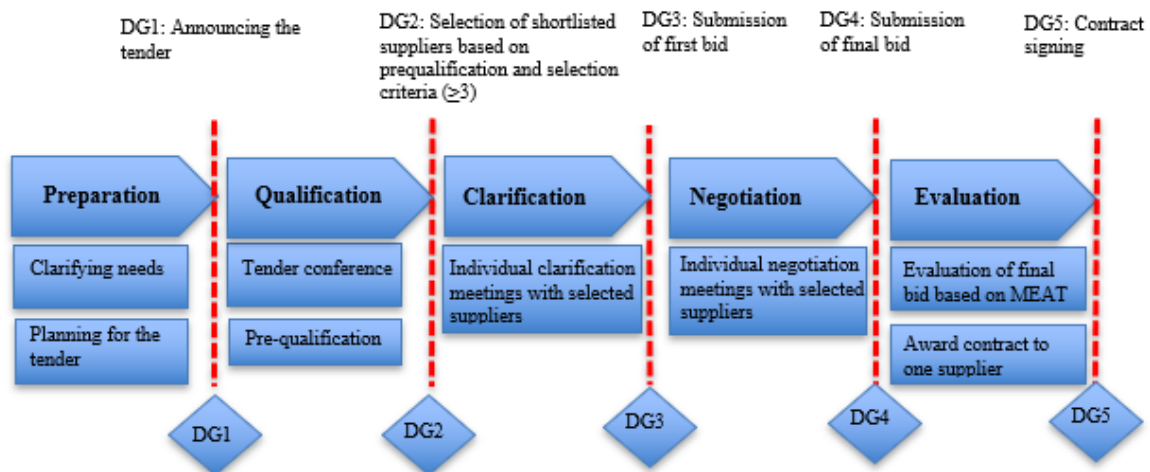 DG1: Announcing the
tender
DG2: Selection of shortlisted
suppliers based on
prequalification and selection
criteria (≥3)
DG3: Submission
of first bid
DG4: Submission
of final bid
DG5: Contract
signing
Preparation
Qualification
Clarification
Negotiation
Evaluation
Clarifying needs
Planning for the
tender
Tender conference
Pre-qualification
Individual clarification
meetings with selected
suppliers
Individual negotiation
meetings with selected
suppliers
Evaluation of final
bid based on MEAT
Award contract to
one supplier
DG1
DG2
DG3
DG4
DG5